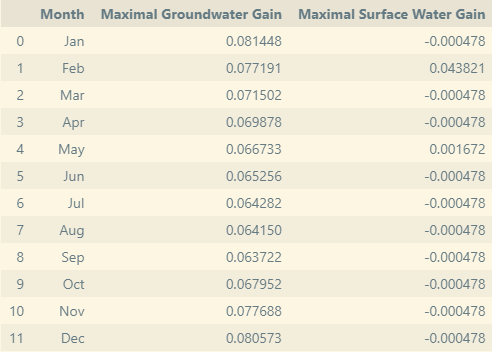 Month Maximal Groundwater Gain Maximal Surface Water Gain
0 Jan 0.081448 -0.000478
1 Feb 0.077191 0.043821
2 Mar 0.071502 -0.000478
3 Apr 0.069878 -0.000478
4 May 0.066733 0.001672
5 Jun 0.065256 -0.000478
6 Jul 0.064282 -0.000478
7 Aug 0.064150 -0.000478
8 Sep 0.063722 -0.000478
9 Oct 0.067952 -0.000478
10 Nov 0.077688 -0.000478
11 Dec 0.080573 -0.000478